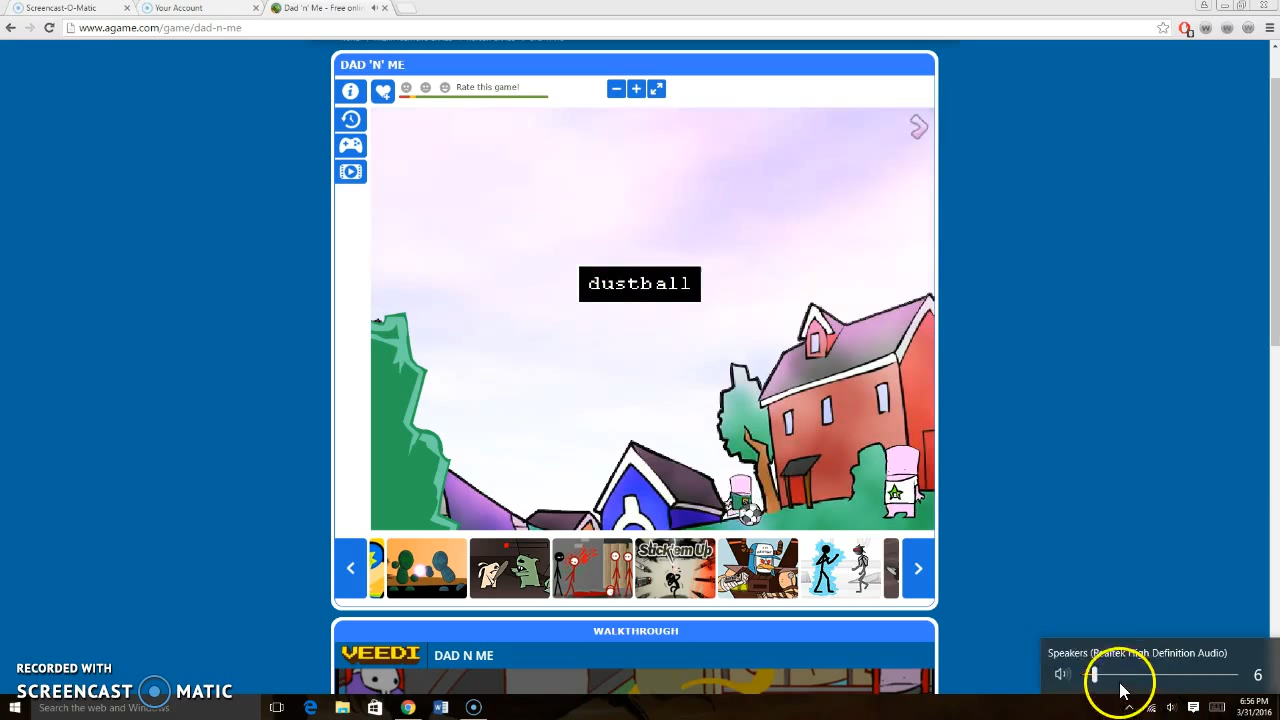 Screencast-O-Matic
Your Account
Dad 'n' Me - Free onli
www.agame.com/game/dad-n-me
DAD 'N' ME
Rate this game!
dustball
Stick'em Up
WALKTHROUGH
VEEDI
DAD N ME
Speakers (Realtek High Definition Audio)
6
RECORDED WITH
SCREENCAST MATIC
Search the web and Windows
6:56 PM
3/31/2016